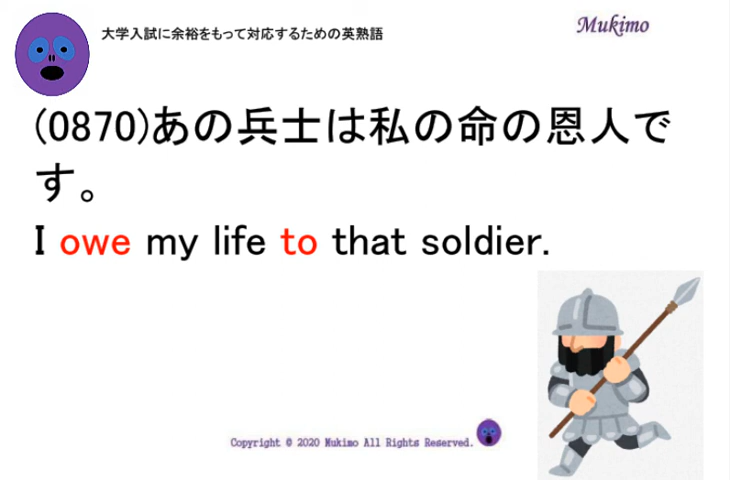 大学入試に余裕をもって対応するための英熟語
Mukimo
(0870)あの兵士は私の命の恩人で
す。
I owe my life to that soldier.
Copyright © 2020 Mukimo All Rights Reserved.